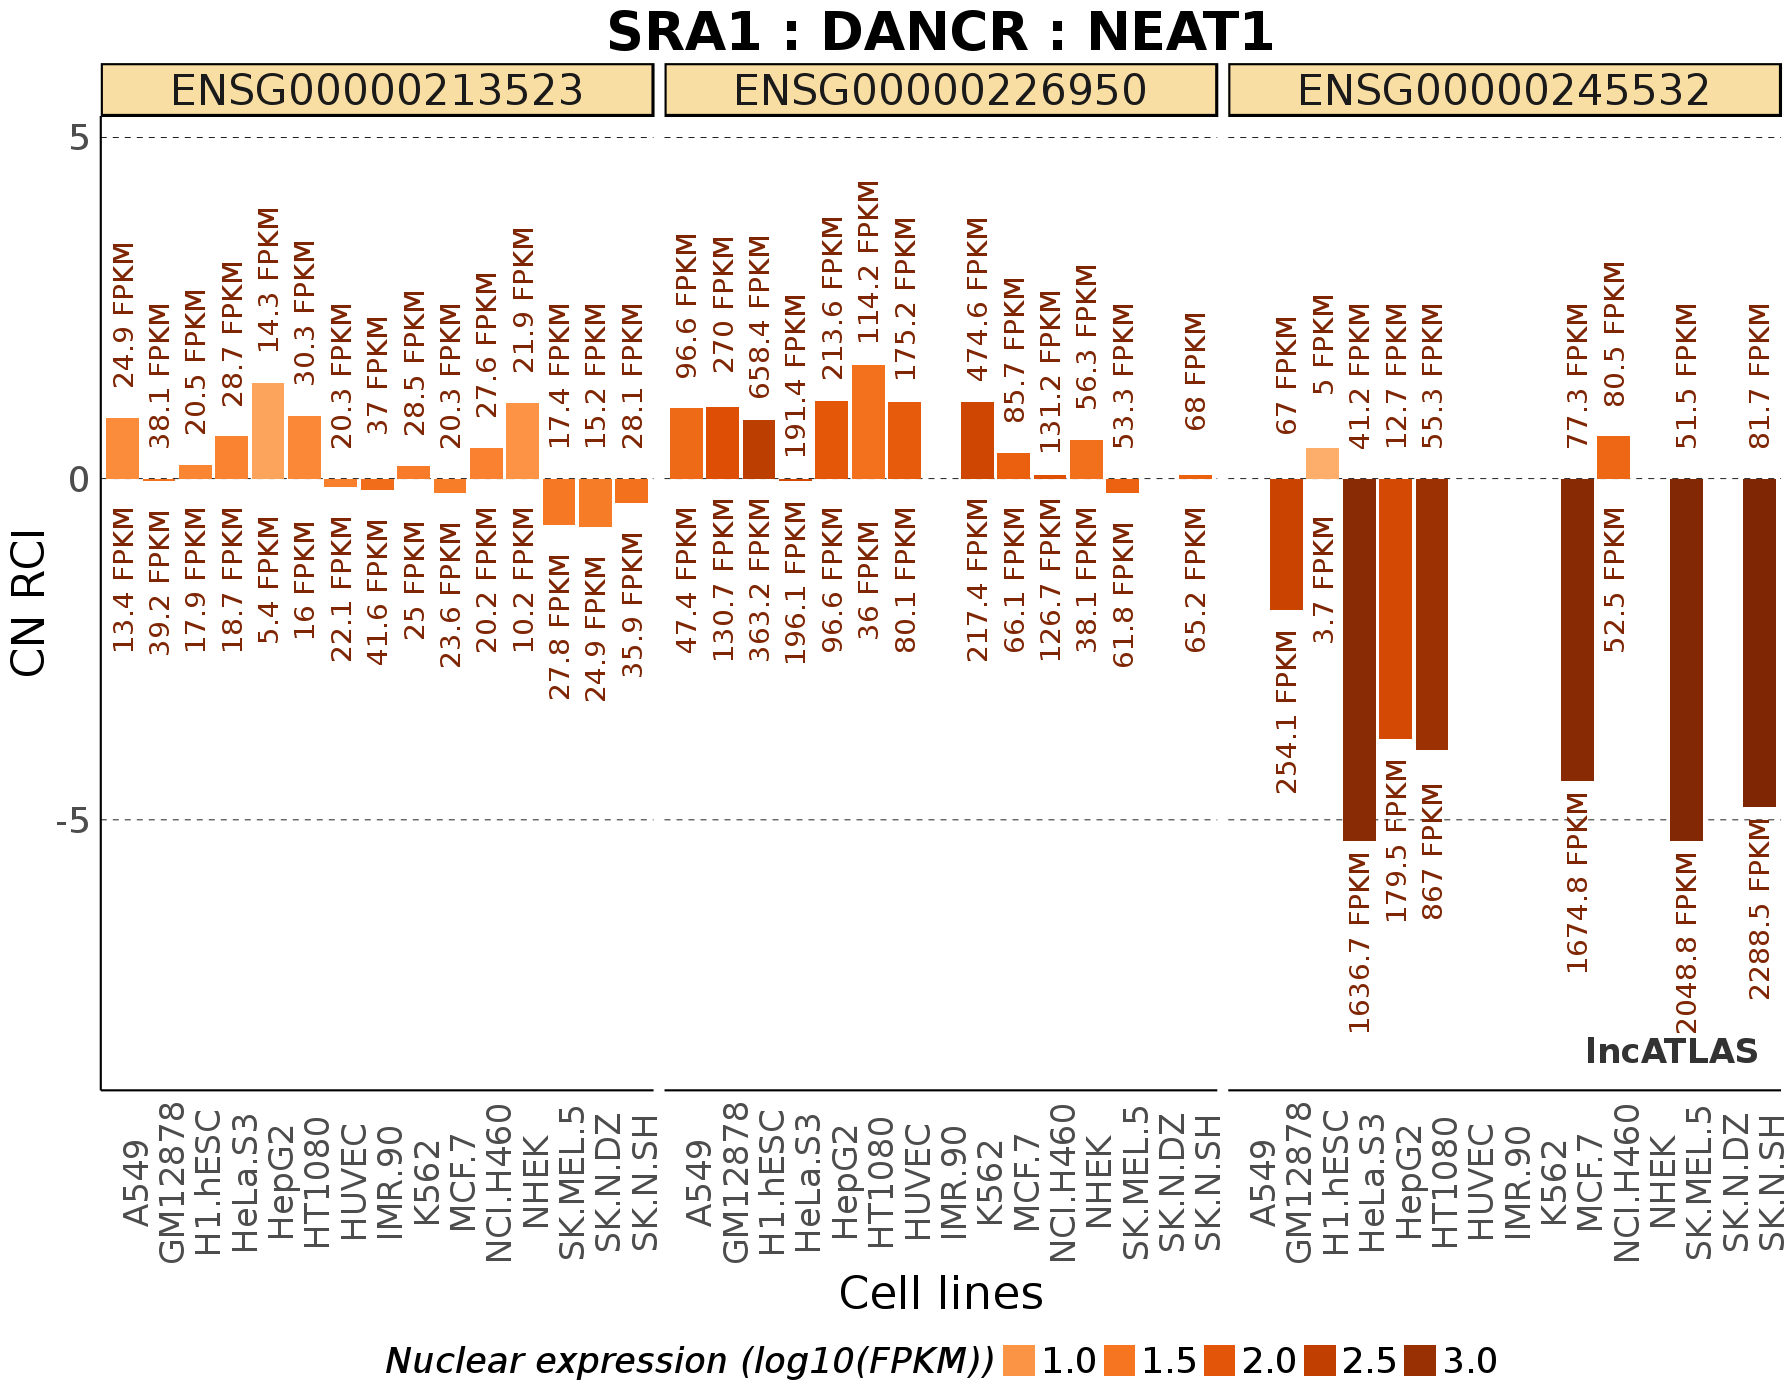 SRA1 : DANCR : NEAT1
ENSG00000213523 ENSG00000226950 ENSG00000245532
5
0
-5
CN RCI
24.9 FPKM
38.1 FPKM
20.5 FPKM
28.7 FPKM
14.3 FPKM
30.3 FPKM
20.3 FPKM
37 FPKM
28.5 FPKM
20.3 FPKM
27.6 FPKM
21.9 FPKM
17.4 FPKM
15.2 FPKM
28.1 FPKM
13.4 FPKM
39.2 FPKM
17.9 FPKM
18.7 FPKM
5.4 FPKM
16 FPKM
22.1 FPKM
41.6 FPKM
25 FPKM
23.6 FPKM
20.2 FPKM
10.2 FPKM
27.8 FPKM
24.9 FPKM
35.9 FPKM
96.6 FPKM
270 FPKM
658.4 FPKM
191.4 FPKM
213.6 FPKM
114.2 FPKM
175.2 FPKM
474.6 FPKM
85.7 FPKM
131.2 FPKM
56.3 FPKM
53.3 FPKM
68 FPKM
47.4 FPKM
130.7 FPKM
363.2 FPKM
196.1 FPKM
96.6 FPKM
36 FPKM
80.1 FPKM
217.4 FPKM
66.1 FPKM
126.7 FPKM
38.1 FPKM
61.8 FPKM
65.2 FPKM
67 FPKM
5 FPKM
41.2 FPKM
12.7 FPKM
55.3 FPKM
77.3 FPKM
80.5 FPKM
51.5 FPKM
81.7 FPKM
254.1 FPKM
3.7 FPKM
1636.7 FPKM
179.5 FPKM
867 FPKM
1674.8 FPKM
52.5 FPKM
2048.8 FPKM
2288.5 FPKM
lncATLAS
A549
GM12878
H1.hESC
HeLa.S3
HepG2
HT1080
HUVEC
IMR.90
K562
MCF.7
NCI.H460
NHEK
SK.MEL.5
SK.N.DZ
SK.N.SH
A549
GM12878
H1.hESC
HeLa.S3
HepG2
HT1080
HUVEC
IMR.90
K562
MCF.7
NCI.H460
NHEK
SK.MEL.5
SK.N.DZ
SK.N.SH
A549
GM12878
H1.hESC
HeLa.S3
HepG2
HT1080
HUVEC
IMR.90
K562
MCF.7
NCI.H460
NHEK
SK.MEL.5
SK.N.DZ
SK.N.SH
Cell lines
Nuclear expression (log10(FPKM)) 1.0 1.5 2.0 2.5 3.0